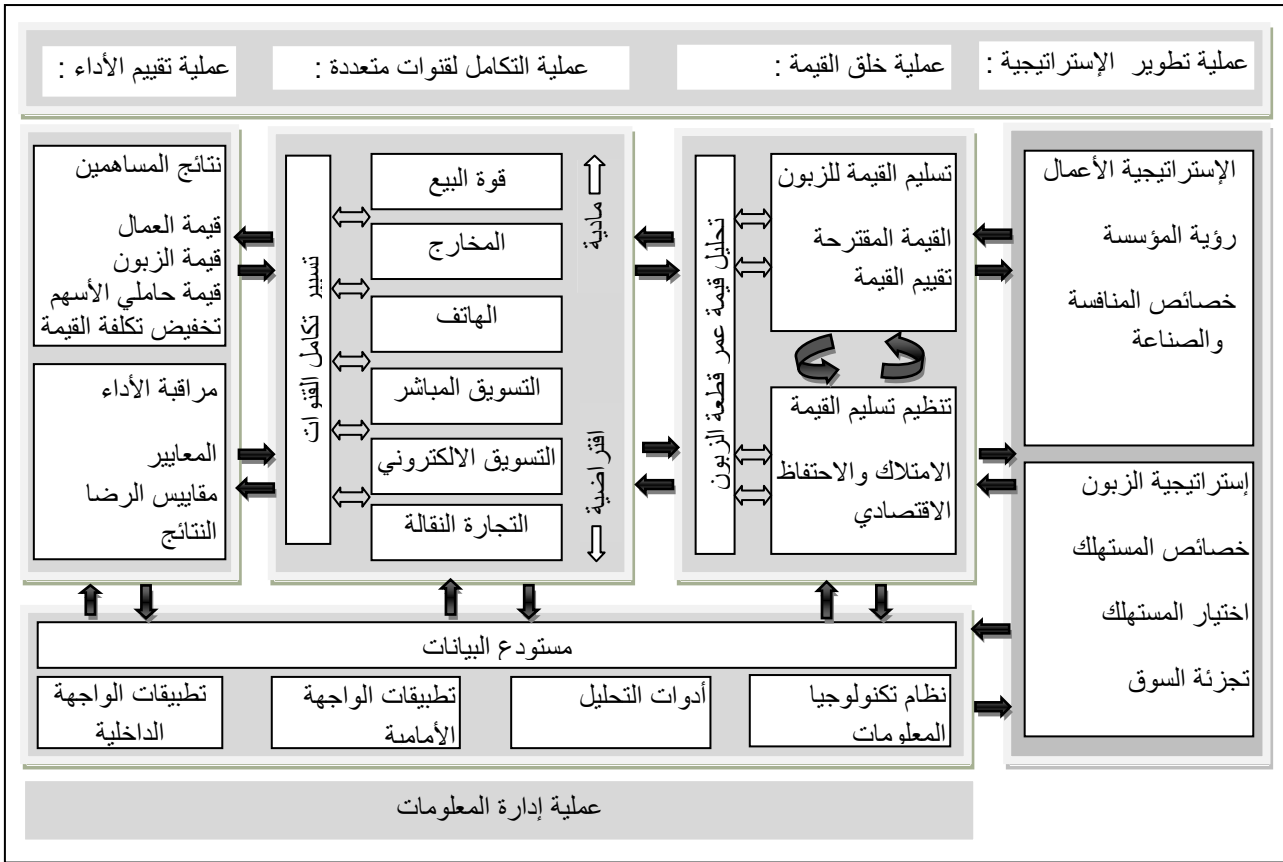 عملية تطوير الإستراتيجية :
عملية خلق القيمة :
عملية التكامل لقنوات متعددة :
عملية تقييم الأداء :
الإستراتيجية الأعمال
رؤية المؤسسة
خصائص المنافسة
والصناعة
إستراتيجية الزبون
خصائص المستهلك
اختيار المستهلك
تجزئة السوق
تسليم القيمة للزبون
القيمة المقترحة
تقييم القيمة
تنظيم تسليم القيمة
الامتلاك والاحتفاظ
الاقتصادي
تحليل قيمة عمر قطعة الزبون
مادية
افتراضية
قوة البيع
المخارج
الهاتف
التسويق المباشر
التسويق الالكتروني
التجارة النقالة
تسيير تكامل القنوات
نتائج المساهمين
قيمة العمال
قيمة الزبون
قيمة حاملي الأسهم
تخفيض تكلفة القيمة
مراقبة الأداء
المعايير
مقاييس الرضا
النتائج
مستودع البيانات
نظام تكنولوجيا
المعلومات
أدوات التحليل
تطبيقات الواجهة
الأمامية
تطبيقات الواجهة
الداخلية
عملية إدارة المعلومات